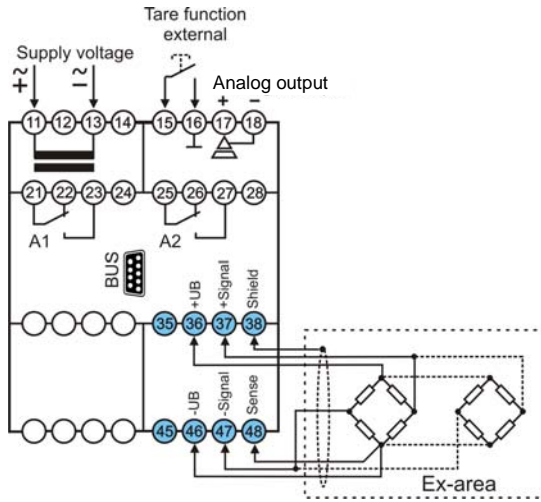 Tare function
external
Supply voltage
Analog output
+ ~ − ~ + −
11 12 13 14 15 16 17 18
21 22 23 24 25 26 27 28
A1 A2
BUS
+UB +Signal Shield
35 36 37 38
-UB -Signal Sense
45 46 47 48
Ex-area